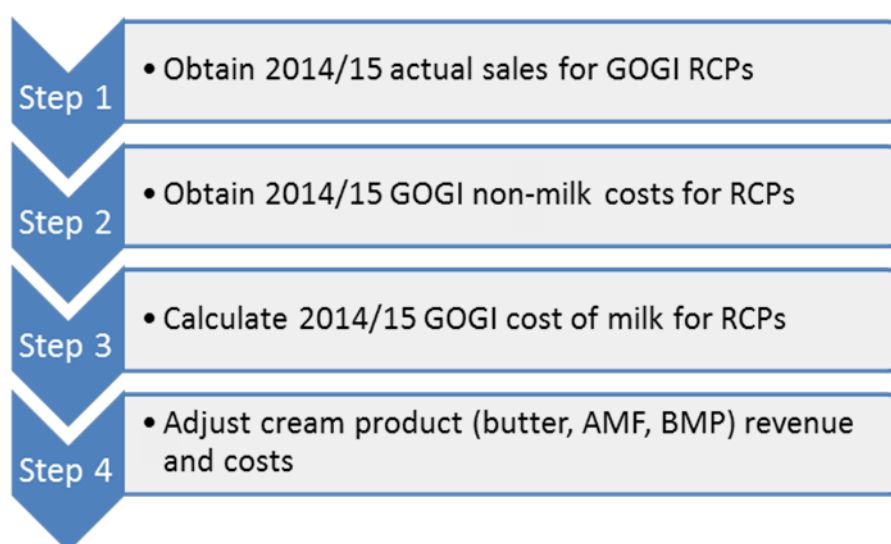 Step 1
• Obtain 2014/15 actual sales for GOGI RCPs
Step 2
• Obtain 2014/15 GOGI non-milk costs for RCPs
Step 3
• Calculate 2014/15 GOGI cost of milk for RCPs
Step 4
• Adjust cream product (butter, AMF, BMP) revenue
and costs